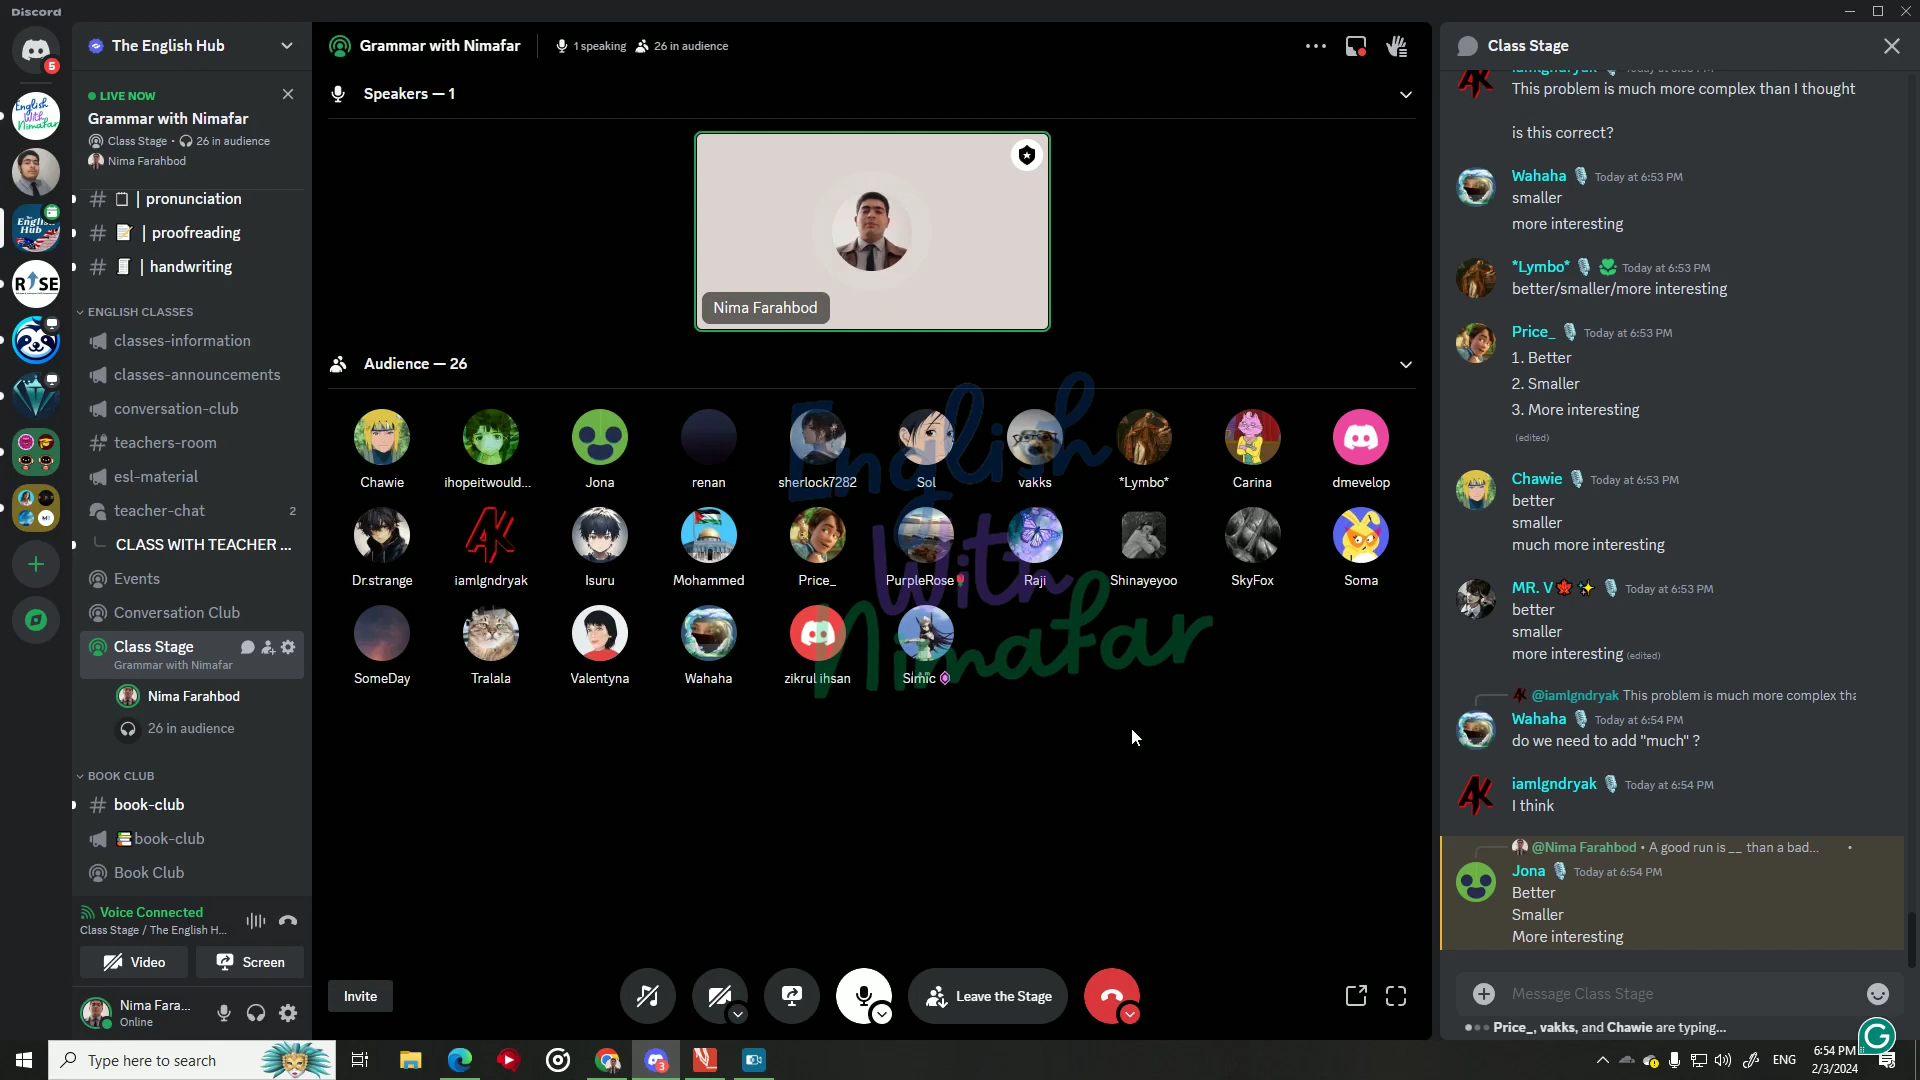 Discord
5
The English Hub
LIVE NOW
Grammar with Nimafar
Class Stage • 26 in audience
Nima Farahbod
| pronunciation
| proofreading
| handwriting
ENGLISH CLASSES
classes-information
classes-announcements
conversation-club
teachers-room
esl-material
teacher-chat 2
CLASS WITH TEACHER ...
Events
Conversation Club
Class Stage
Grammar with Nimafar
Nima Farahbod
26 in audience
BOOK CLUB
book-club
book-club
Book Club
Voice Connected
Class Stage / The English H...
Video
Screen
Nima Fara...
Online
English With Nimafar
The English Hub
RISE
Grammar with Nimafar
1 speaking 26 in audience
Speakers — 1
Nima Farahbod
Audience — 26
Chawie ihopeitwould... Jona renan sherlock7282 Sol vakks *Lymbo* Carina dmevelop
Dr.strange iamlgndryak Isuru Mohammed Price_ PurpleRose Raji Shinayeyoo SkyFox Soma
SomeDay Tralala Valentyna Wahaha zikrul ihsan Simic
English
With
Nimafar
Invite
Leave the Stage
Class Stage
This problem is much more complex than I thought
is this correct?
Wahaha Today at 6:53 PM
smaller
more interesting
*Lymbo* Today at 6:53 PM
better/smaller/more interesting
Price_ Today at 6:53 PM
1. Better
2. Smaller
3. More interesting
(edited)
Chawie Today at 6:53 PM
better
smaller
much more interesting
MR. V Today at 6:53 PM
better
smaller
more interesting (edited)
@iamlgndryak This problem is much more complex tha
Wahaha Today at 6:54 PM
do we need to add "much" ?
iamlgndryak Today at 6:54 PM
I think
@Nima Farahbod • A good run is __ than a bad...
Jona Today at 6:54 PM
Better
Smaller
More interesting
Message Class Stage
Price_, vakks, and Chawie are typing...
Type here to search
3
ENG
6:54 PM
2/3/2024